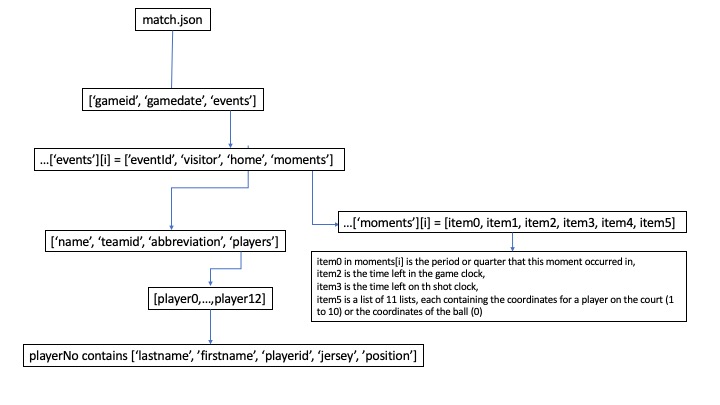 match.json
[‘gameid’, ‘gamedate’, ‘events’]
…[‘events’][i] = [‘eventId’, ‘visitor’, ‘home’, ‘moments’]
…[‘moments’][i] = [item0, item1, item2, item3, item4, item5]
[‘name’, ‘teamid’, ‘abbreviation’, ‘players’]
item0 in moments[i] is the period or quarter that this moment occurred in,
item2 is the time left in the game clock,
item3 is the time left on th shot clock,
item5 is a list of 11 lists, each containing the coordinates for a player on the court (1
to 10) or the coordinates of the ball (0)
[player0,…,player12]
playerNo contains [‘lastname’, ’firstname’, ‘playerid’, ‘jersey’, ’position’]